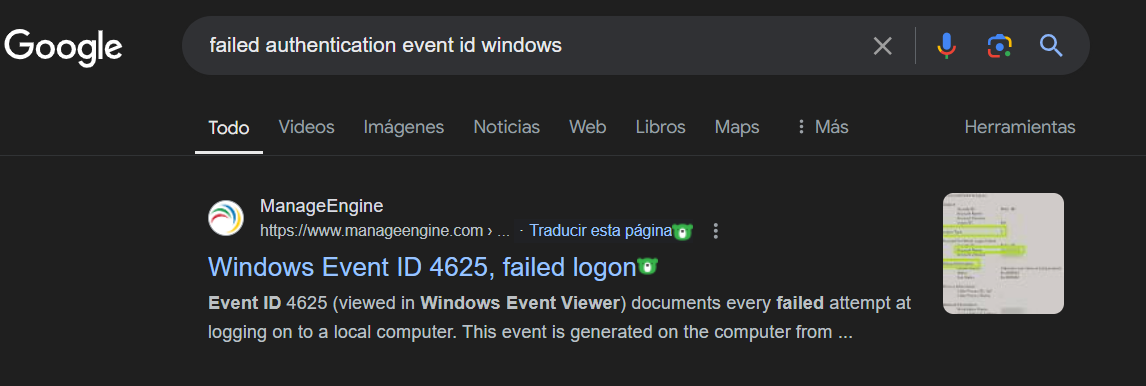 Google
failed authentication event id windows
Todo Videos Imágenes Noticias Web Libros Maps Más Herramientas
ManageEngine
https://www.manageengine.com › ... · Traducir esta página
Windows Event ID 4625, failed logon
Event ID 4625 (viewed in Windows Event Viewer) documents every failed attempt at
logging on to a local computer. This event is generated on the computer from ...